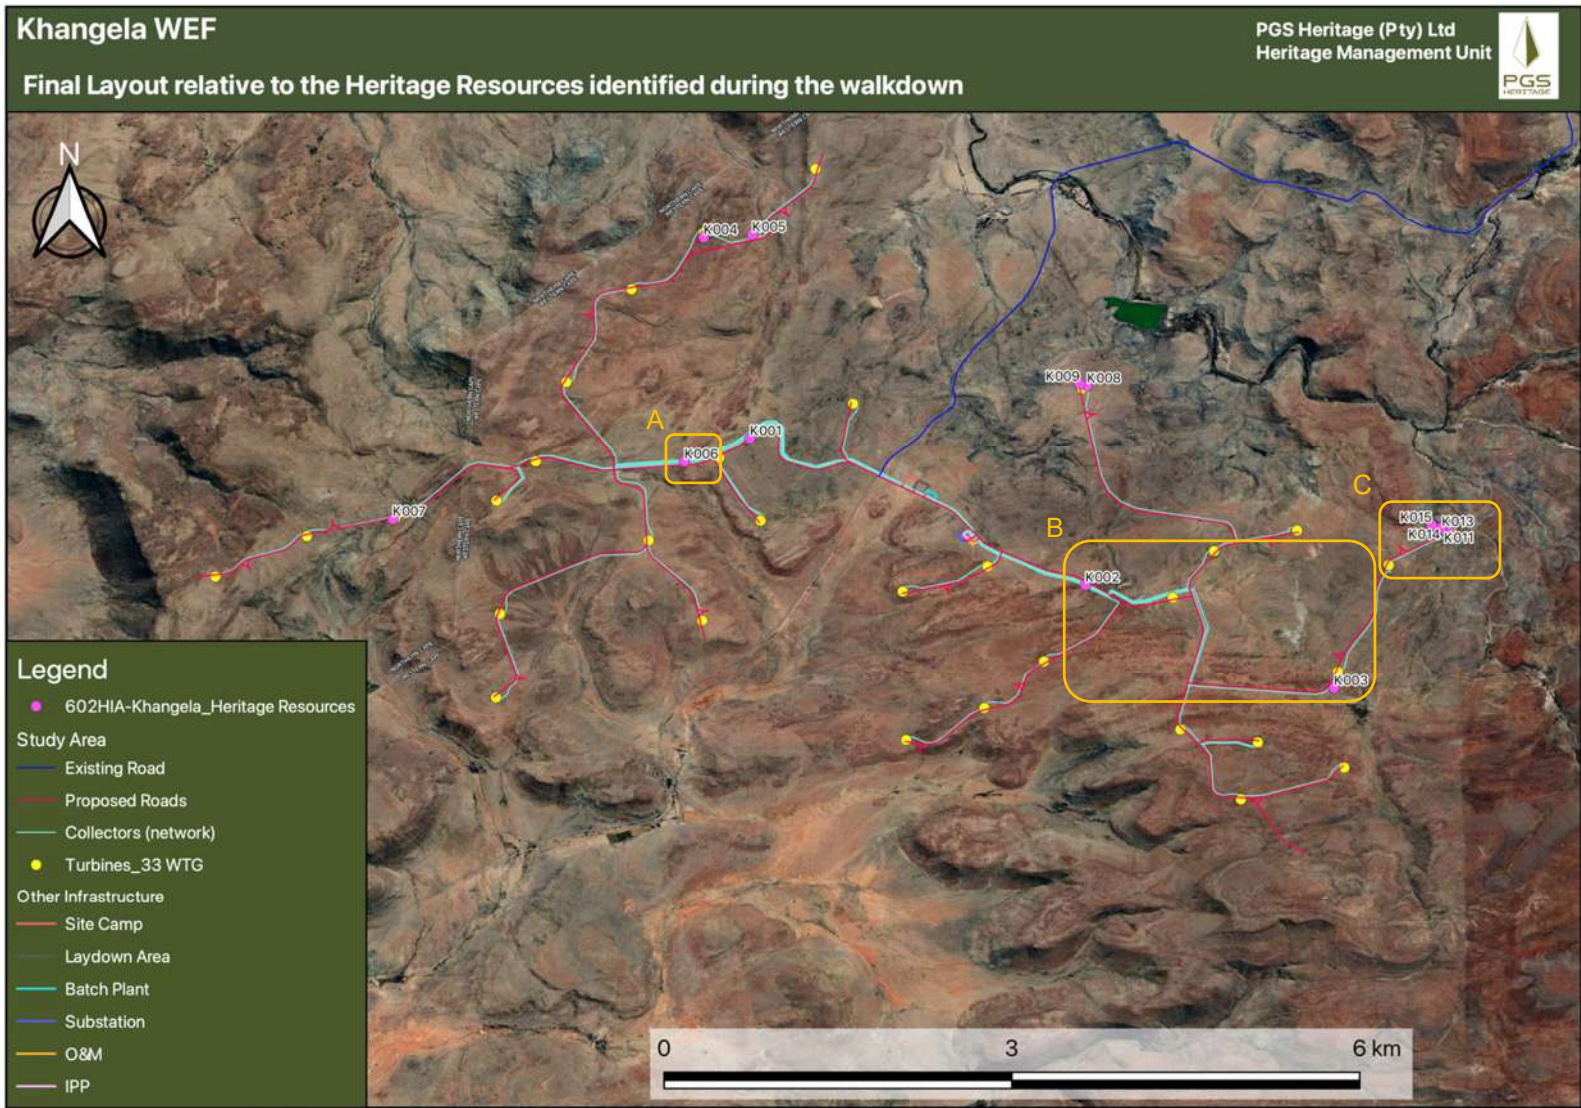 Khangela WEF
Final Layout relative to the Heritage Resources identified during the walkdown
PGS Heritage (Pty) Ltd
Heritage Management Unit
PGS
HERITAGE
N
K004
K005
K009
K008
A
K001
K006
C
K007
K015
K013
K014
K011
B
K002
K003
Legend
602HIA-Khangela_Heritage Resources
Study Area
Existing Road
Proposed Roads
Collectors (network)
Turbines_33 WTG
Other Infrastructure
Site Camp
Laydown Area
Batch Plant
Substation
O&M
IPP
0
3
6 km